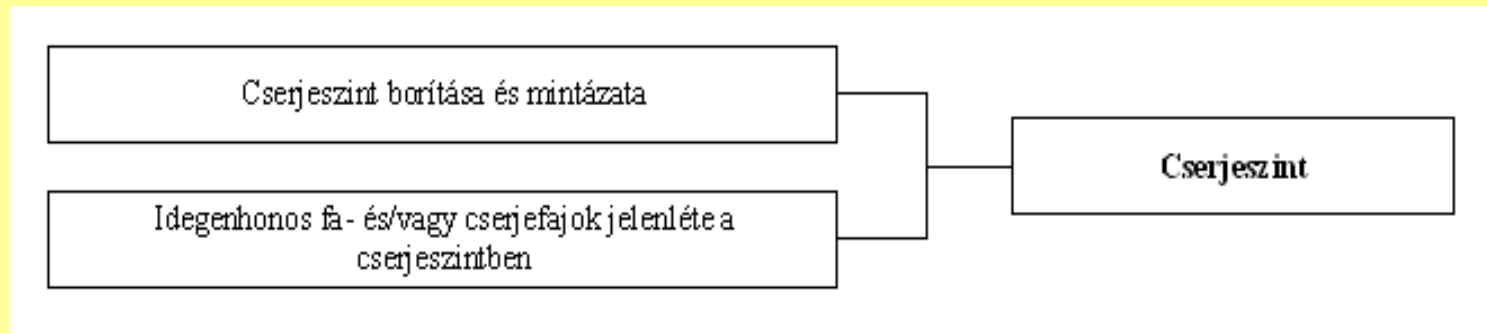 Cserjeszint borítása és mintázata
Idegenhonos fa- és/vagy cserjefajok jelenléte a
cserjeszintben
Cserjeszint